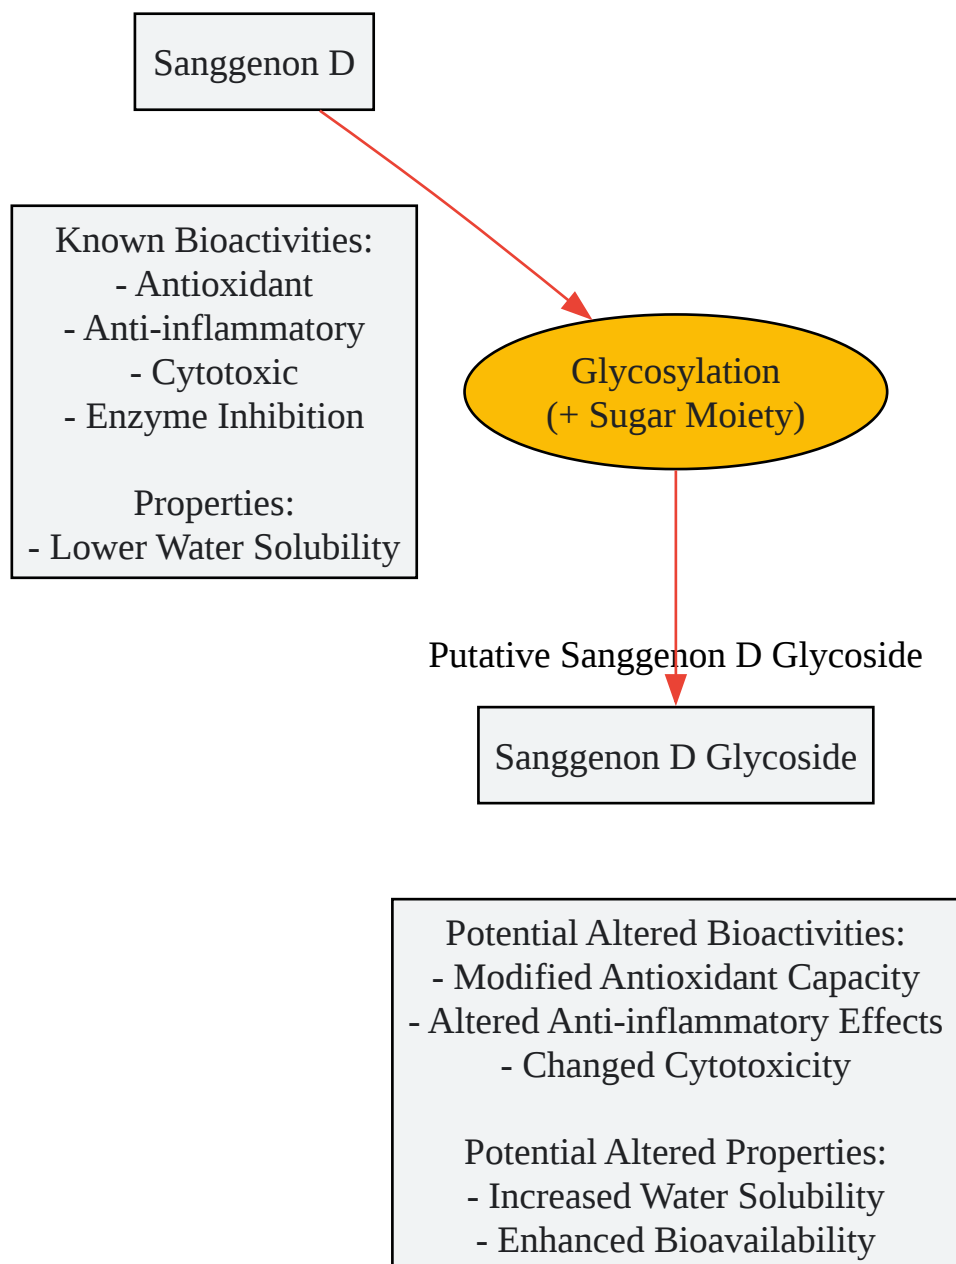 Sanggenon D
Known Bioactivities:
- Antioxidant
- Anti-inflammatory
- Cytotoxic
- Enzyme Inhibition
Properties:
- Lower Water Solubility
Glycosylation
(+ Sugar Moiety)
Putative Sanggenon D Glycoside
Sanggenon D Glycoside
Potential Altered Bioactivities:
- Modified Antioxidant Capacity
- Altered Anti-inflammatory Effects
- Changed Cytotoxicity
Potential Altered Properties:
- Increased Water Solubility
- Enhanced Bioavailability